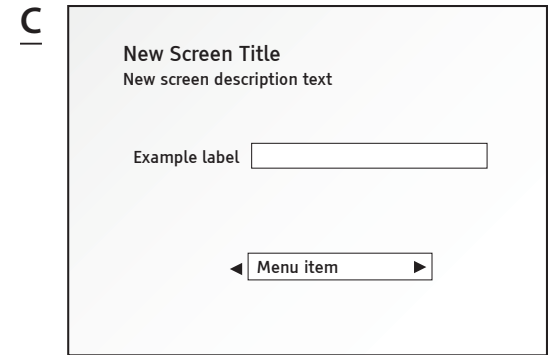 C
New Screen Title
New screen description text
Example label
Menu item